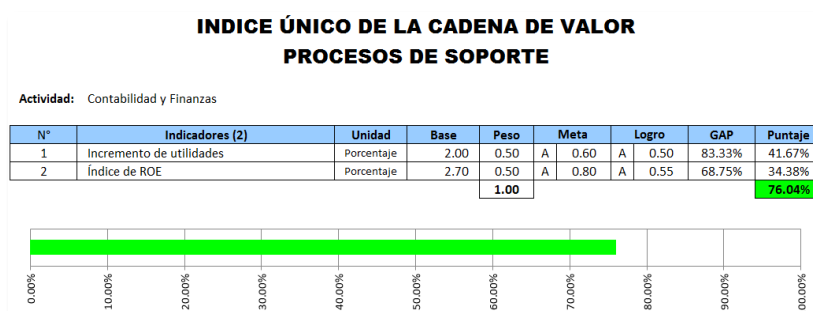 INDICE ÚNICO DE LA CADENA DE VALOR
PROCESOS DE SOPORTE
Actividad: Contabilidad y Finanzas
N° Indicadores (2) Unidad Base Peso Meta Logro GAP Puntaje
1 Incremento de utilidades Porcentaje 2.00 0.50 A 0.60 A 0.50 83.33% 41.67%
2 Índice de ROE Porcentaje 2.70 0.50 A 0.80 A 0.55 68.75% 34.38%
1.00 76.04%
0.00% 10.00% 20.00% 30.00% 40.00% 50.00% 60.00% 70.00% 80.00% 90.00% 00.00%